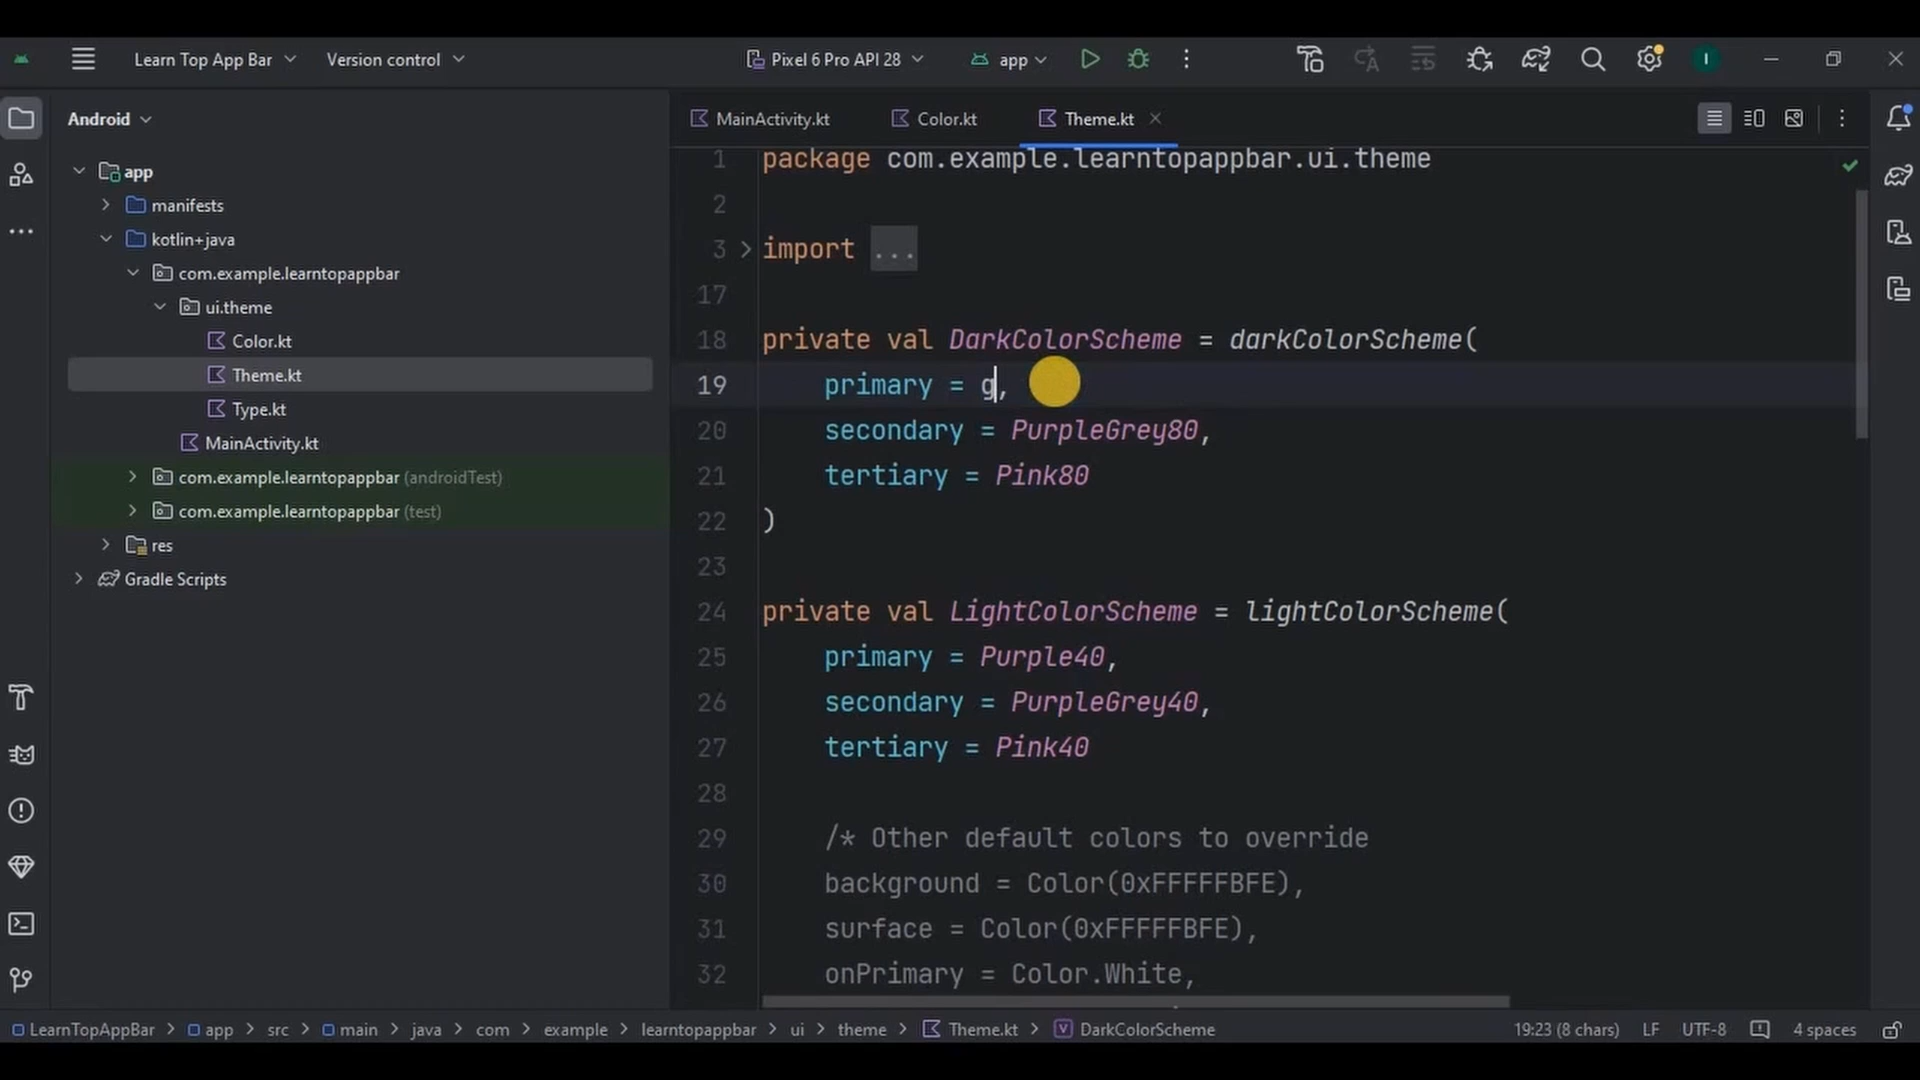 Learn Top App Bar
Version control
Pixel 6 Pro API 28
app
I
Android
MainActivity.kt
Color.kt
Theme.kt
app
manifests
kotlin+java
com.example.learntopappbar
ui.theme
Color.kt
Theme.kt
Type.kt
MainActivity.kt
com.example.learntopappbar (androidTest)
com.example.learntopappbar (test)
res
Gradle Scripts
1 package com.example.learntopappbar.ui.theme
2
3 import ...
17
18 private val DarkColorScheme = darkColorScheme(
19 primary = g,
20 secondary = PurpleGrey80,
21 tertiary = Pink80
22 )
23
24 private val LightColorScheme = lightColorScheme(
25 primary = Purple40,
26 secondary = PurpleGrey40,
27 tertiary = Pink40
28
29 /* Other default colors to override
30 background = Color(0xFFFFFBFE),
31 surface = Color(0xFFFFFBFE),
32 onPrimary = Color.White,
LearnTopAppBar > app > src > main > java > com > example > learntopappbar > ui > theme > Theme.kt > DarkColorScheme
19:23 (8 chars) LF UTF-8 4 spaces